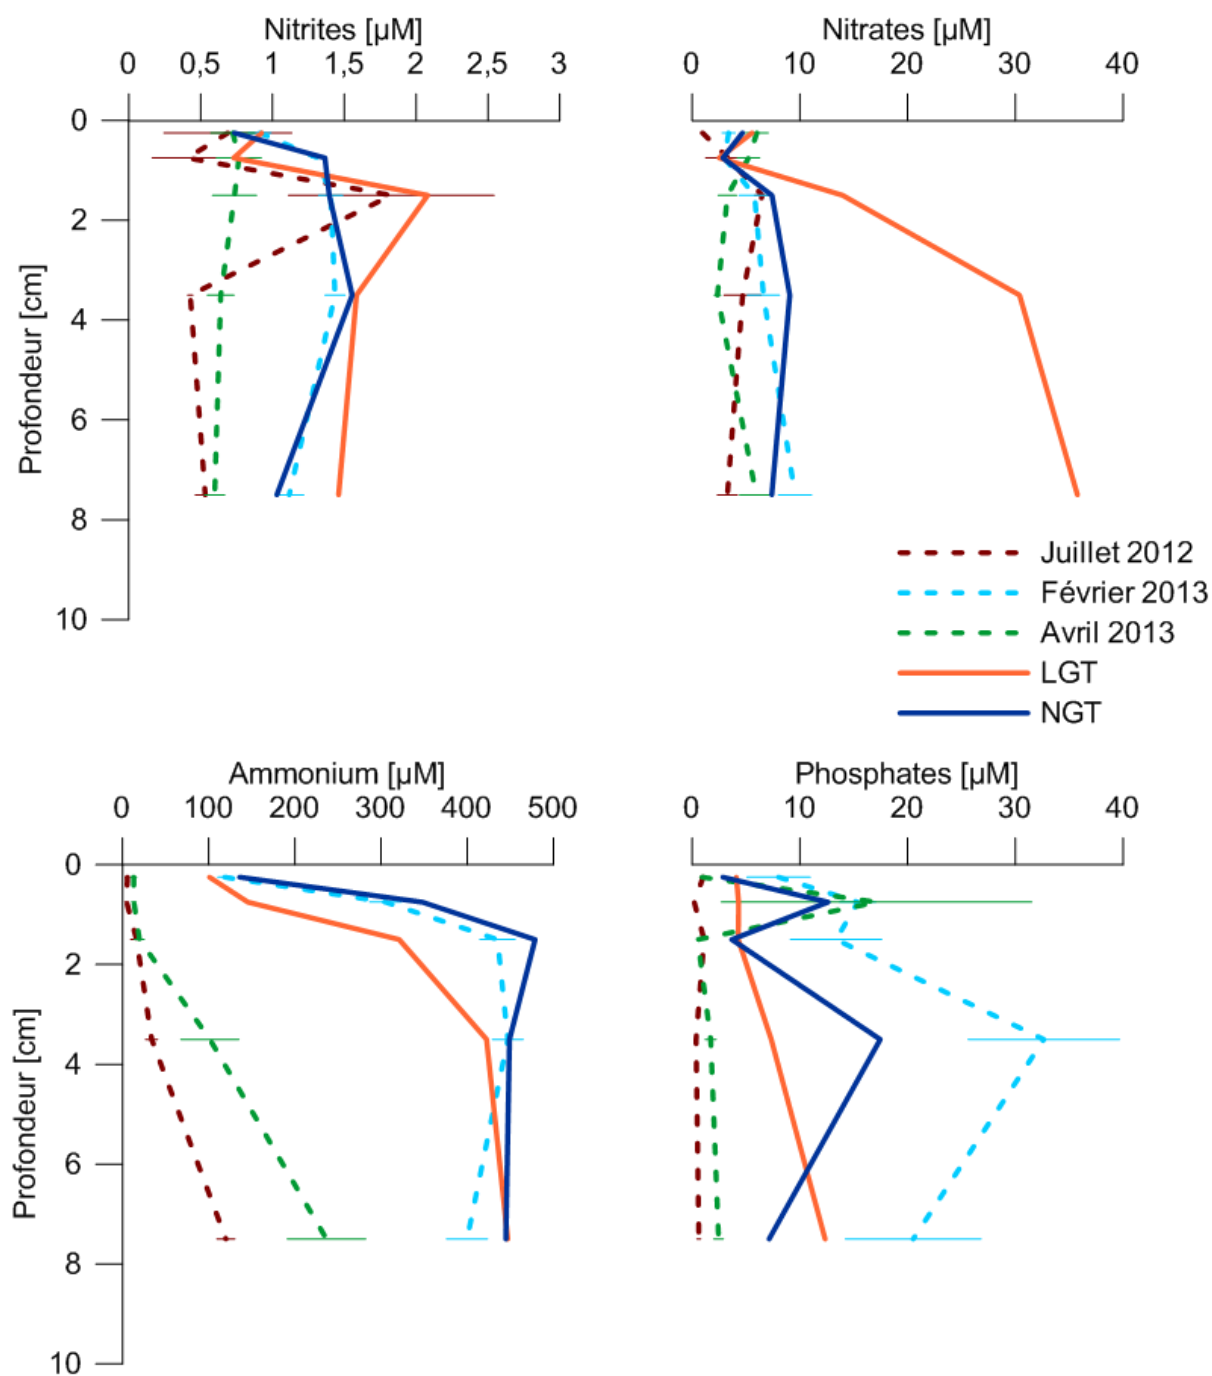 Nitrites [µM]
0 0,5 1 1,5 2 2,5 3
0
2
4
6
8
10
Profondeur [cm]
Nitrates [µM]
0 10 20 30 40
Juillet 2012
Février 2013
Avril 2013
LGT
NGT
Ammonium [µM]
0 100 200 300 400 500
0
2
4
6
8
10
Profondeur [cm]
Phosphates [µM]
0 10 20 30 40